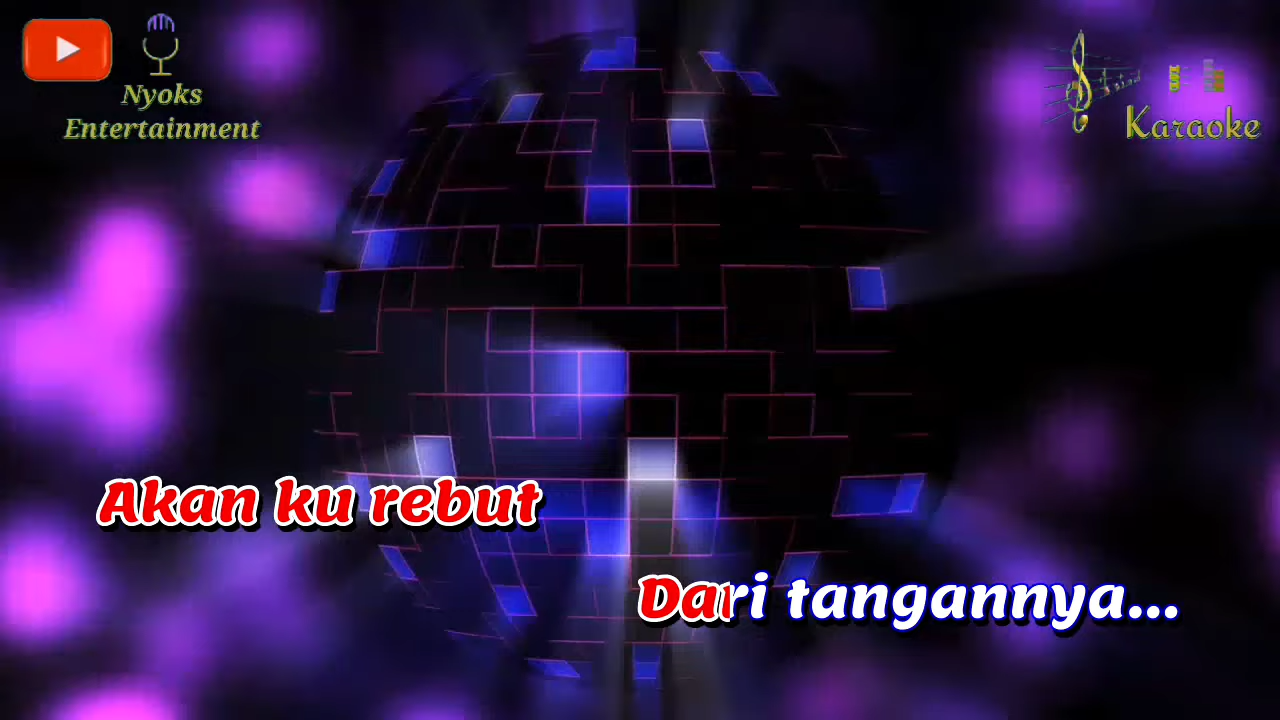 Nyoks
Entertainment
Karaoke
Akan ku rebut
Dari tangannya...